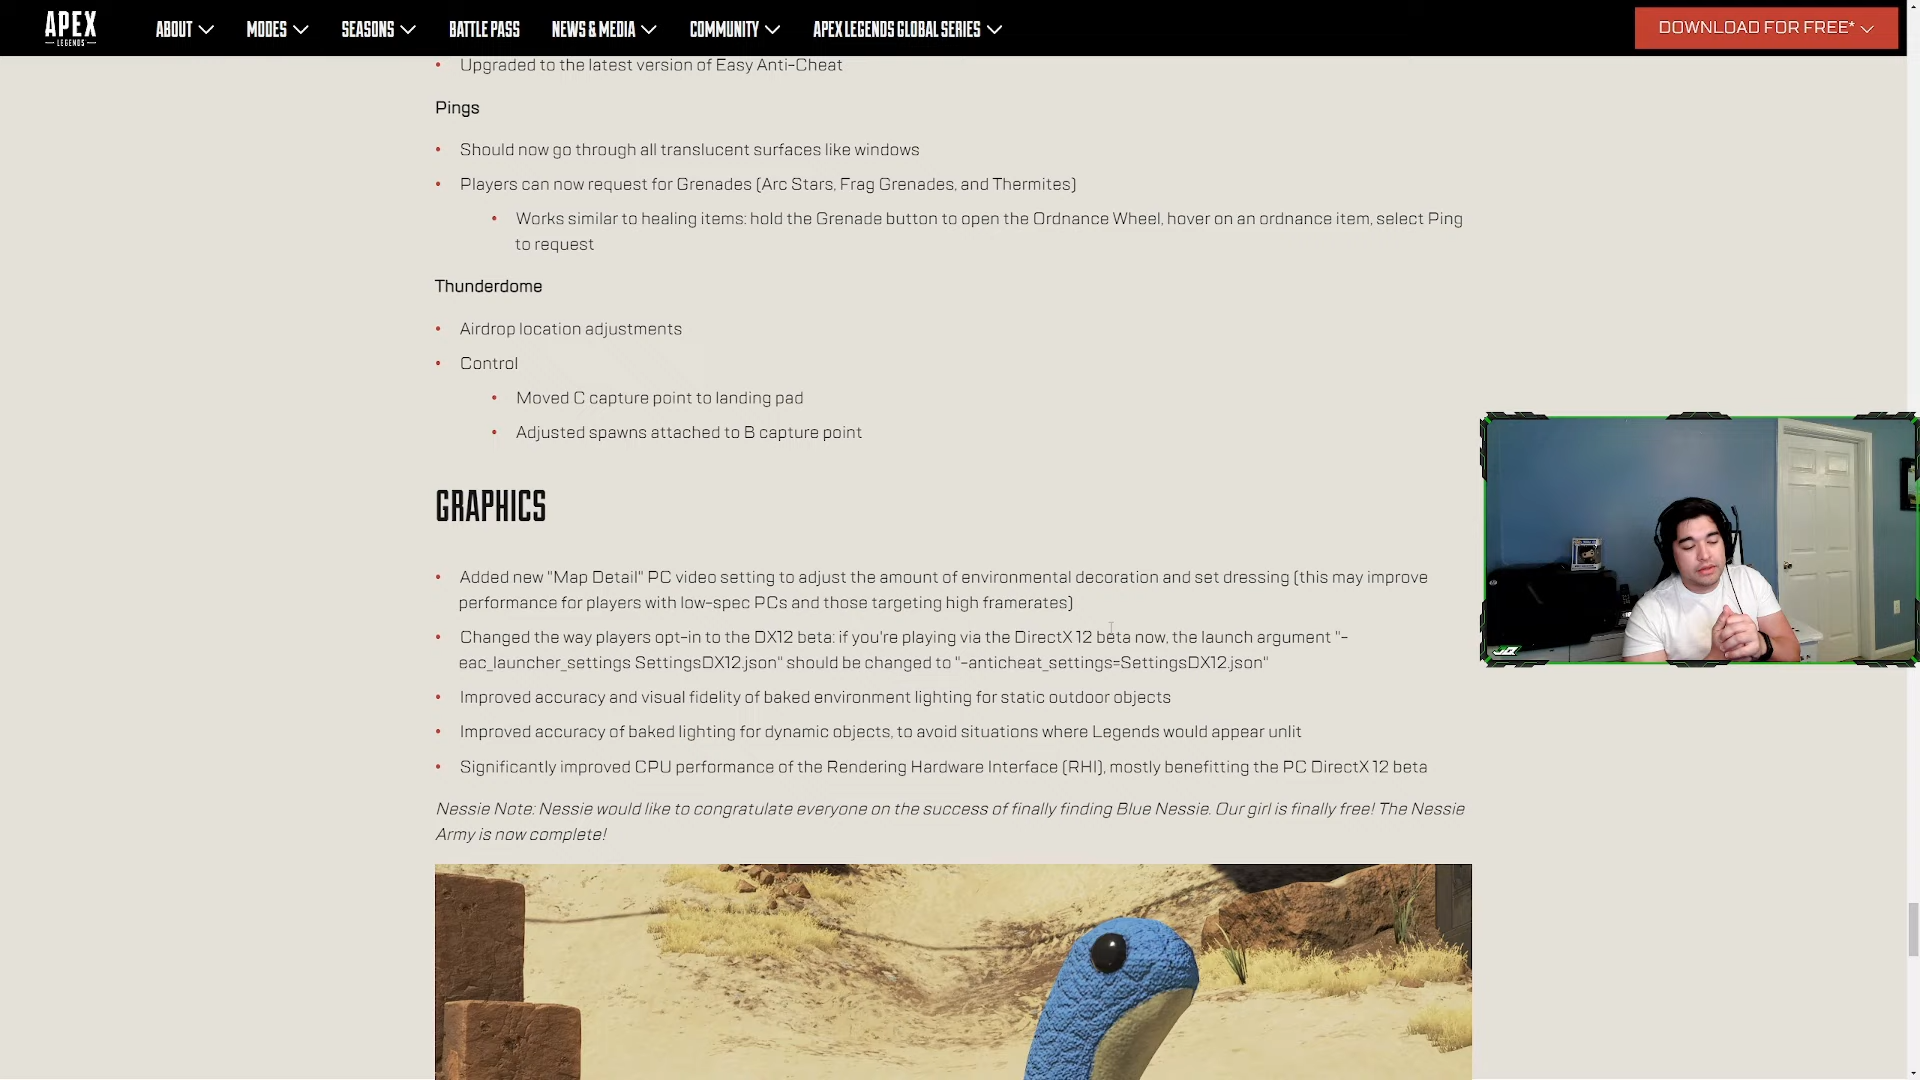 APEX
LEGENDS
ABOUT MODES SEASONS BATTLE PASS NEWS & MEDIA COMMUNITY APEX LEGENDS GLOBAL SERIES DOWNLOAD FOR FREE*
• Upgraded to the latest version of Easy Anti-Cheat
Pings
• Should now go through all translucent surfaces like windows
• Players can now request for Grenades (Arc Stars, Frag Grenades, and Thermites)
• Works similar to healing items: hold the Grenade button to open the Ordnance Wheel, hover on an ordnance item, select Ping
to request
Thunderdome
• Airdrop location adjustments
• Control
• Moved C capture point to landing pad
• Adjusted spawns attached to B capture point
GRAPHICS
• Added new "Map Detail" PC video setting to adjust the amount of environmental decoration and set dressing (this may improve
performance for players with low-spec PCs and those targeting high framerates)
• Changed the way players opt-in to the DX12 beta: if you're playing via the DirectX 12 beta now, the launch argument "-
eac_launcher_settings SettingsDX12.json" should be changed to "-anticheat_settings=SettingsDX12.json"
• Improved accuracy and visual fidelity of baked environment lighting for static outdoor objects
• Improved accuracy of baked lighting for dynamic objects, to avoid situations where Legends would appear unlit
• Significantly improved CPU performance of the Rendering Hardware Interface (RHI), mostly benefitting the PC DirectX 12 beta
Nessie Note: Nessie would like to congratulate everyone on the success of finally finding Blue Nessie. Our girl is finally free! The Nessie
Army is now complete!